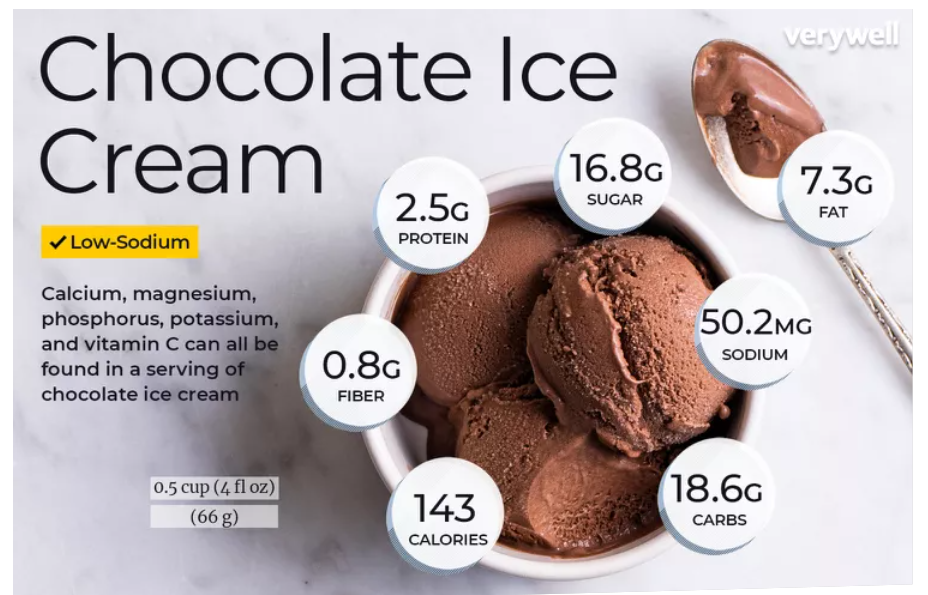 verywell
Chocolate Ice
Cream
Low-Sodium
Calcium, magnesium,
phosphorus, potassium,
and vitamin C can all be
found in a serving of
chocolate ice cream
0.5 cup (4 fl oz)
(66 g)
2.5G
PROTEIN
16.8G
SUGAR
7.3G
FAT
50.2MG
SODIUM
0.8G
FIBER
143
CALORIES
18.6G
CARBS